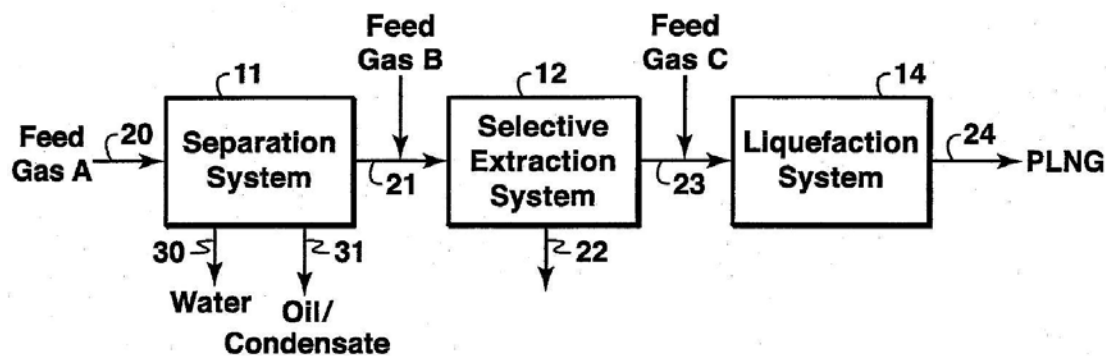 Feed
Gas B
Feed
Gas C
11
12
14
Feed
Gas A
20
Separation
System
21
Selective
Extraction
System
23
Liquefaction
System
24
PLNG
30
31
22
Water
Oil/
Condensate